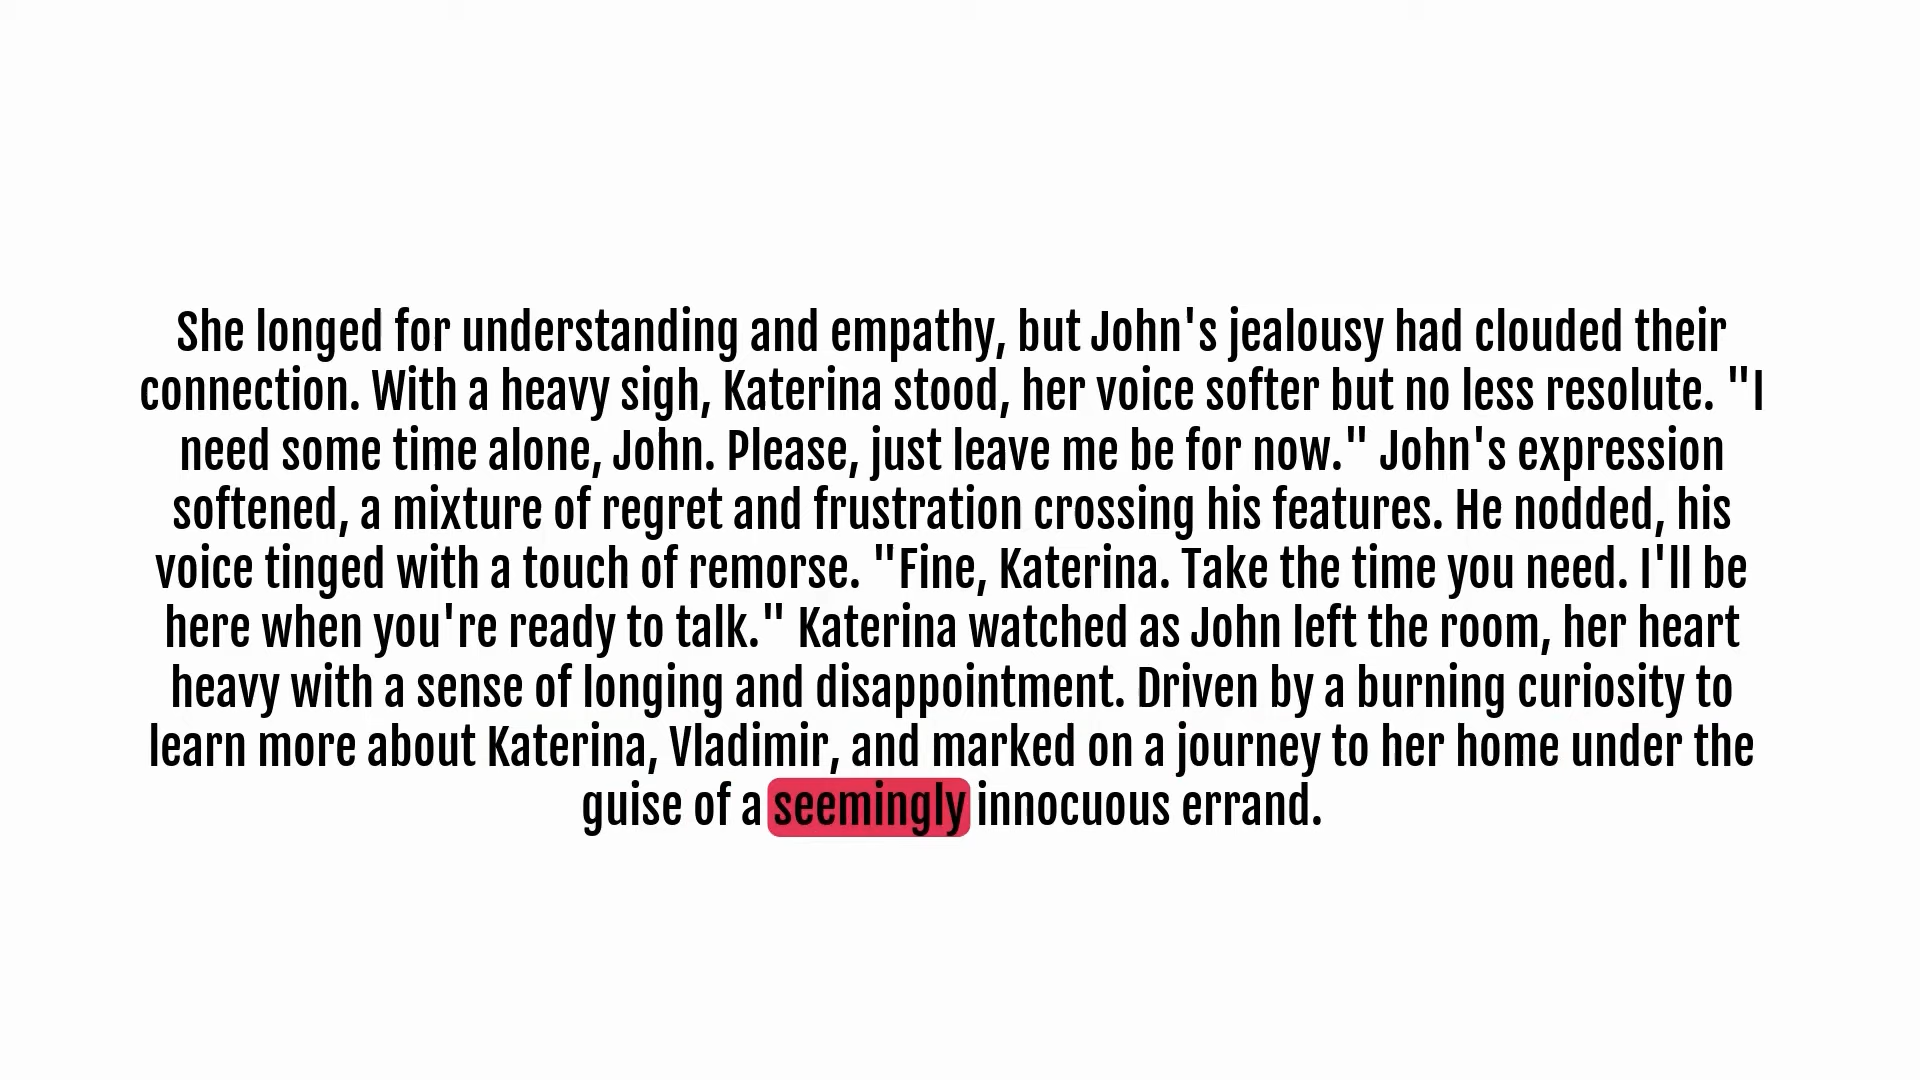 She longed for understanding and empathy, but John's jealousy had clouded their
connection. With a heavy sigh, Katerina stood, her voice softer but no less resolute. "I
need some time alone, John. Please, just leave me be for now." John's expression
softened, a mixture of regret and frustration crossing his features. He nodded, his
voice tinged with a touch of remorse. "Fine, Katerina. Take the time you need. I'll be
here when you're ready to talk." Katerina watched as John left the room, her heart
heavy with a sense of longing and disappointment. Driven by a burning curiosity to
learn more about Katerina, Vladimir, and marked on a journey to her home under the
guise of a seemingly innocuous errand.